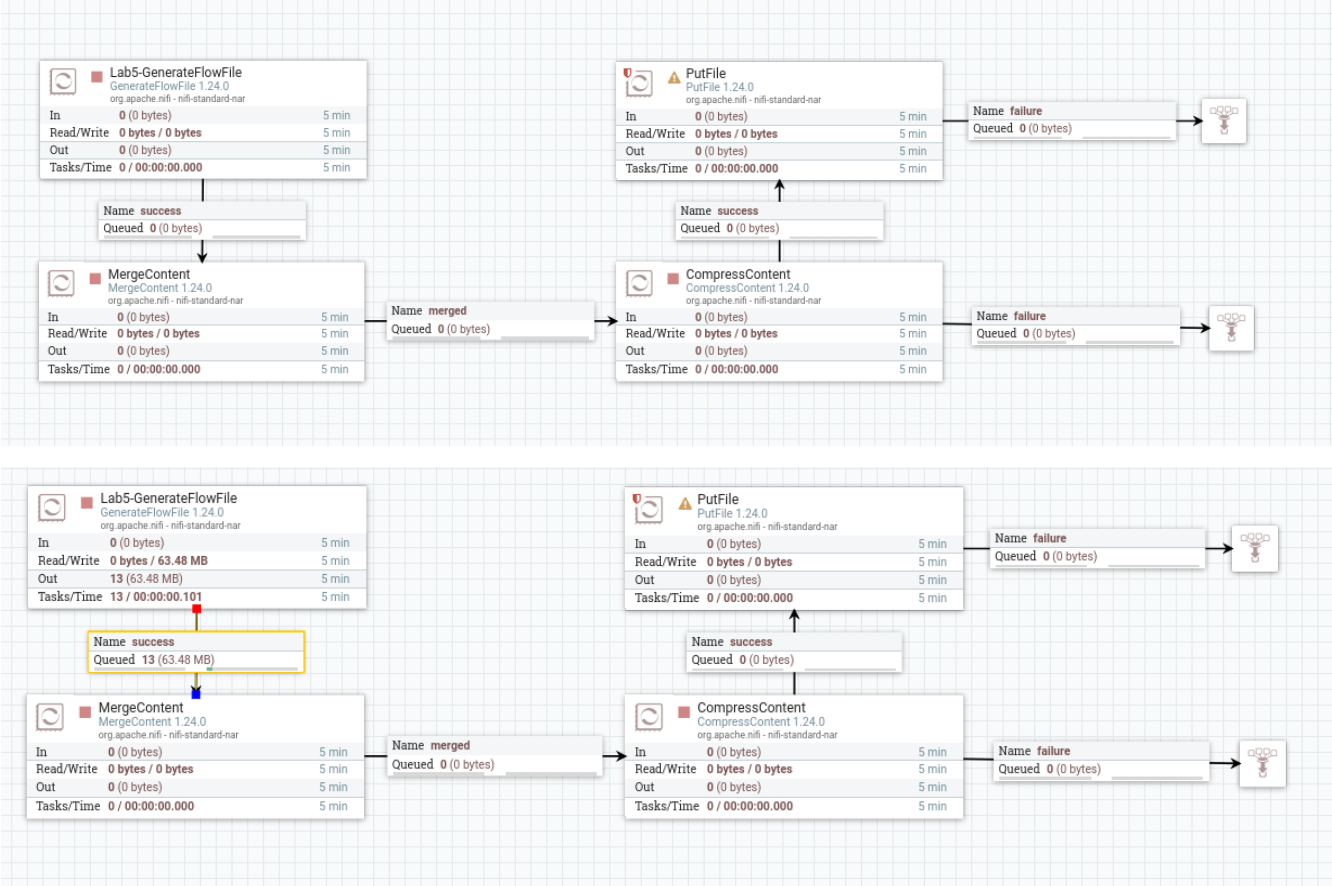 Lab5-GenerateFlowFile
GenerateFlowFile 1.24.0
org.apache.nifi - nifi-standard-nar
In 0 (0 bytes) 5 min
Read/Write 0 bytes / 0 bytes 5 min
Out 0 (0 bytes) 5 min
Tasks/Time 0 / 00:00:00.000 5 min
PutFile
PutFile 1.24.0
org.apache.nifi - nifi-standard-nar
In 0 (0 bytes) 5 min
Read/Write 0 bytes / 0 bytes 5 min
Out 0 (0 bytes) 5 min
Tasks/Time 0 / 00:00:00.000 5 min
Name failure
Queued 0 (0 bytes)
Name success
Queued 0 (0 bytes)
Name success
Queued 0 (0 bytes)
MergeContent
MergeContent 1.24.0
org.apache.nifi - nifi-standard-nar
In 0 (0 bytes) 5 min
Read/Write 0 bytes / 0 bytes 5 min
Out 0 (0 bytes) 5 min
Tasks/Time 0 / 00:00:00.000 5 min
Name merged
Queued 0 (0 bytes)
CompressContent
CompressContent 1.24.0
org.apache.nifi - nifi-standard-nar
In 0 (0 bytes) 5 min
Read/Write 0 bytes / 0 bytes 5 min
Out 0 (0 bytes) 5 min
Tasks/Time 0 / 00:00:00.000 5 min
Name failure
Queued 0 (0 bytes)
Lab5-GenerateFlowFile
GenerateFlowFile 1.24.0
org.apache.nifi - nifi-standard-nar
In 0 (0 bytes) 5 min
Read/Write 0 bytes / 63.48 MB 5 min
Out 13 (63.48 MB) 5 min
Tasks/Time 13 / 00:00:00.101 5 min
PutFile
PutFile 1.24.0
org.apache.nifi - nifi-standard-nar
In 0 (0 bytes) 5 min
Read/Write 0 bytes / 0 bytes 5 min
Out 0 (0 bytes) 5 min
Tasks/Time 0 / 00:00:00.000 5 min
Name failure
Queued 0 (0 bytes)
Name success
Queued 13 (63.48 MB)
Name success
Queued 0 (0 bytes)
MergeContent
MergeContent 1.24.0
org.apache.nifi - nifi-standard-nar
In 0 (0 bytes) 5 min
Read/Write 0 bytes / 0 bytes 5 min
Out 0 (0 bytes) 5 min
Tasks/Time 0 / 00:00:00.000 5 min
Name merged
Queued 0 (0 bytes)
CompressContent
CompressContent 1.24.0
org.apache.nifi - nifi-standard-nar
In 0 (0 bytes) 5 min
Read/Write 0 bytes / 0 bytes 5 min
Out 0 (0 bytes) 5 min
Tasks/Time 0 / 00:00:00.000 5 min
Name failure
Queued 0 (0 bytes)